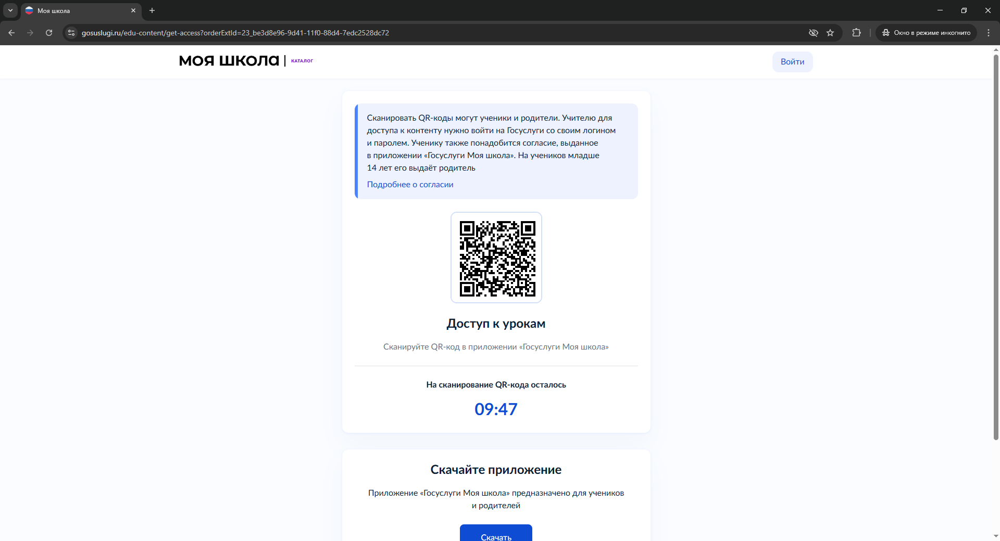 Моя школа
gosuslugi.ru/edu-content/get-access?orderExtId=23_be3d8e96-9d41-11f0-88d4-7edc2528dc72
Окно в режиме инкогнито
МОЯ ШКОЛА
КАТАЛОГ
Войти
Сканировать QR-коды могут ученики и родители. Учителю для
доступа к контенту нужно войти на Госуслуги со своим логином
и паролем. Ученику также понадобится согласие, выданное
в приложении «Госуслуги Моя школа». На учеников младше
14 лет его выдаёт родитель
Подробнее о согласии
Доступ к урокам
Сканируйте QR-код в приложении «Госуслуги Моя школа»
На сканирование QR-кода осталось
09:47
Скачайте приложение
Приложение «Госуслуги Моя школа» предназначено для учеников
и родителей
Скачать